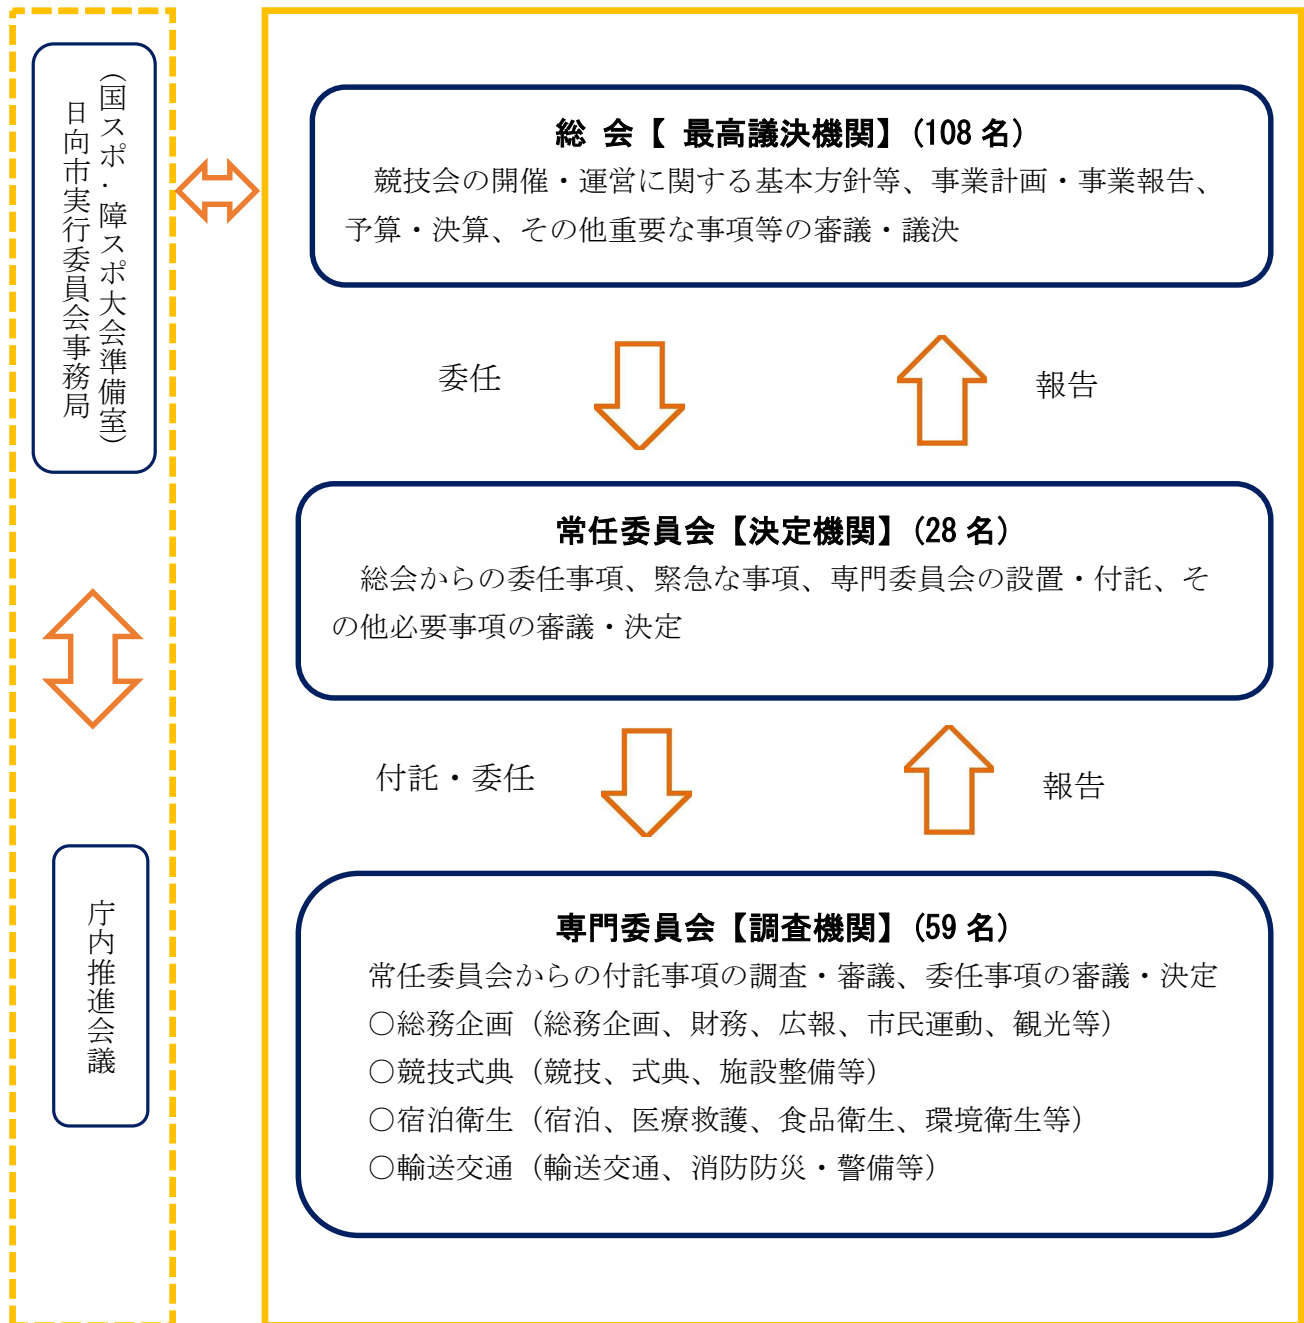 (国スポ・障スポ大会準備室)
日向市実行委員会事務局
総 会【 最高議決機関】(108 名)
競技会の開催・運営に関する基本方針等、事業計画・事業報告、
予算・決算、その他重要な事項等の審議・議決
委任
報告
常任委員会【決定機関】(28 名)
総会からの委任事項、緊急な事項、専門委員会の設置・付託、そ
の他必要事項の審議・決定
付託・委任
報告
庁内推進会議
専門委員会【調査機関】(59 名)
常任委員会からの付託事項の調査・審議、委任事項の審議・決定
○総務企画（総務企画、財務、広報、市民運動、観光等）
○競技式典（競技、式典、施設整備等）
○宿泊衛生（宿泊、医療救護、食品衛生、環境衛生等）
○輸送交通（輸送交通、消防防災・警備等）